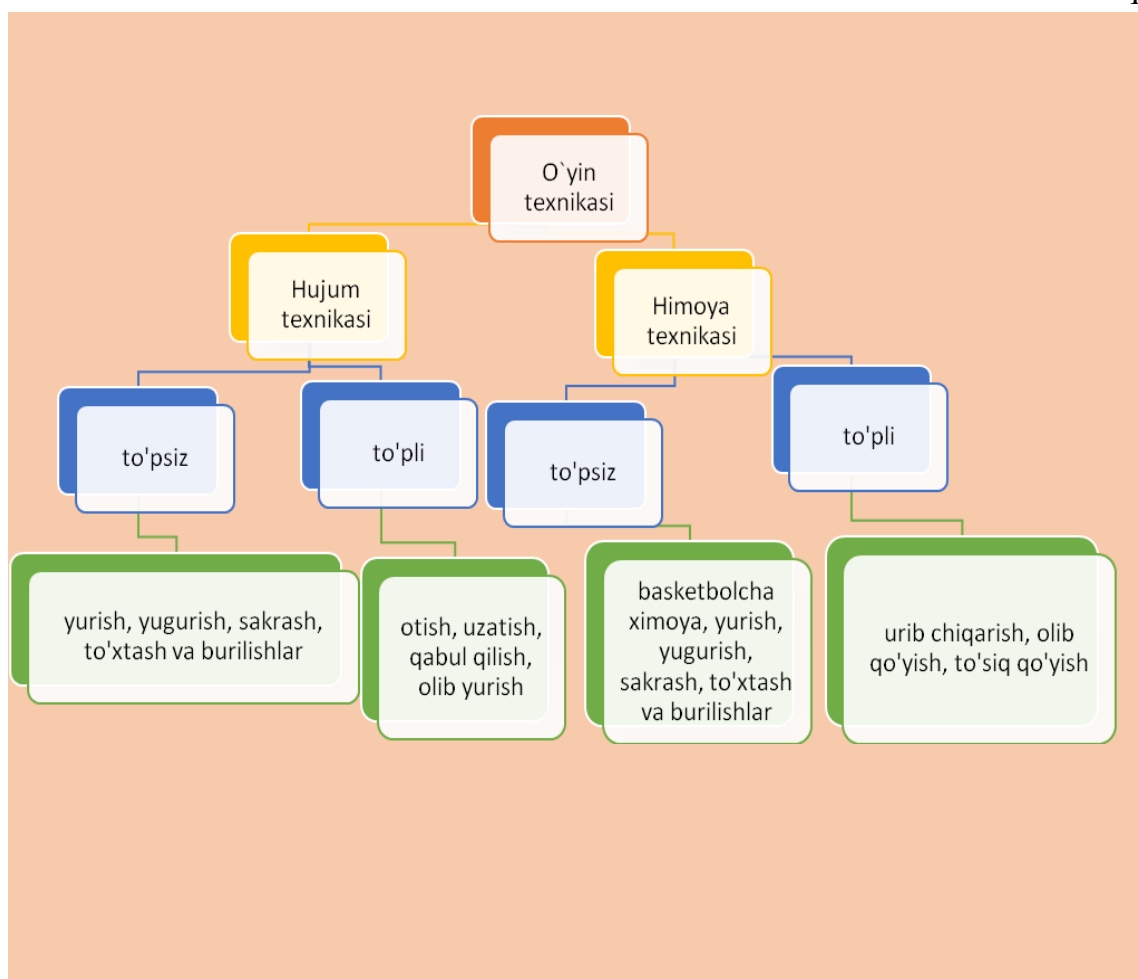 O`yin
texnikasi
Hujum
texnikasi
Himoya
texnikasi
to'psiz
to'pli
to'psiz
to'pli
yurish, yugurish, sakrash,
to'xtash va burilishlar
otish, uzatish,
qabul qilish,
olib yurish
basketbolcha
ximoya, yurish,
yugurish,
sakrash, to'xtash
va burilishlar
urib chiqarish, olib
qo'yish, to'siq qo'yish